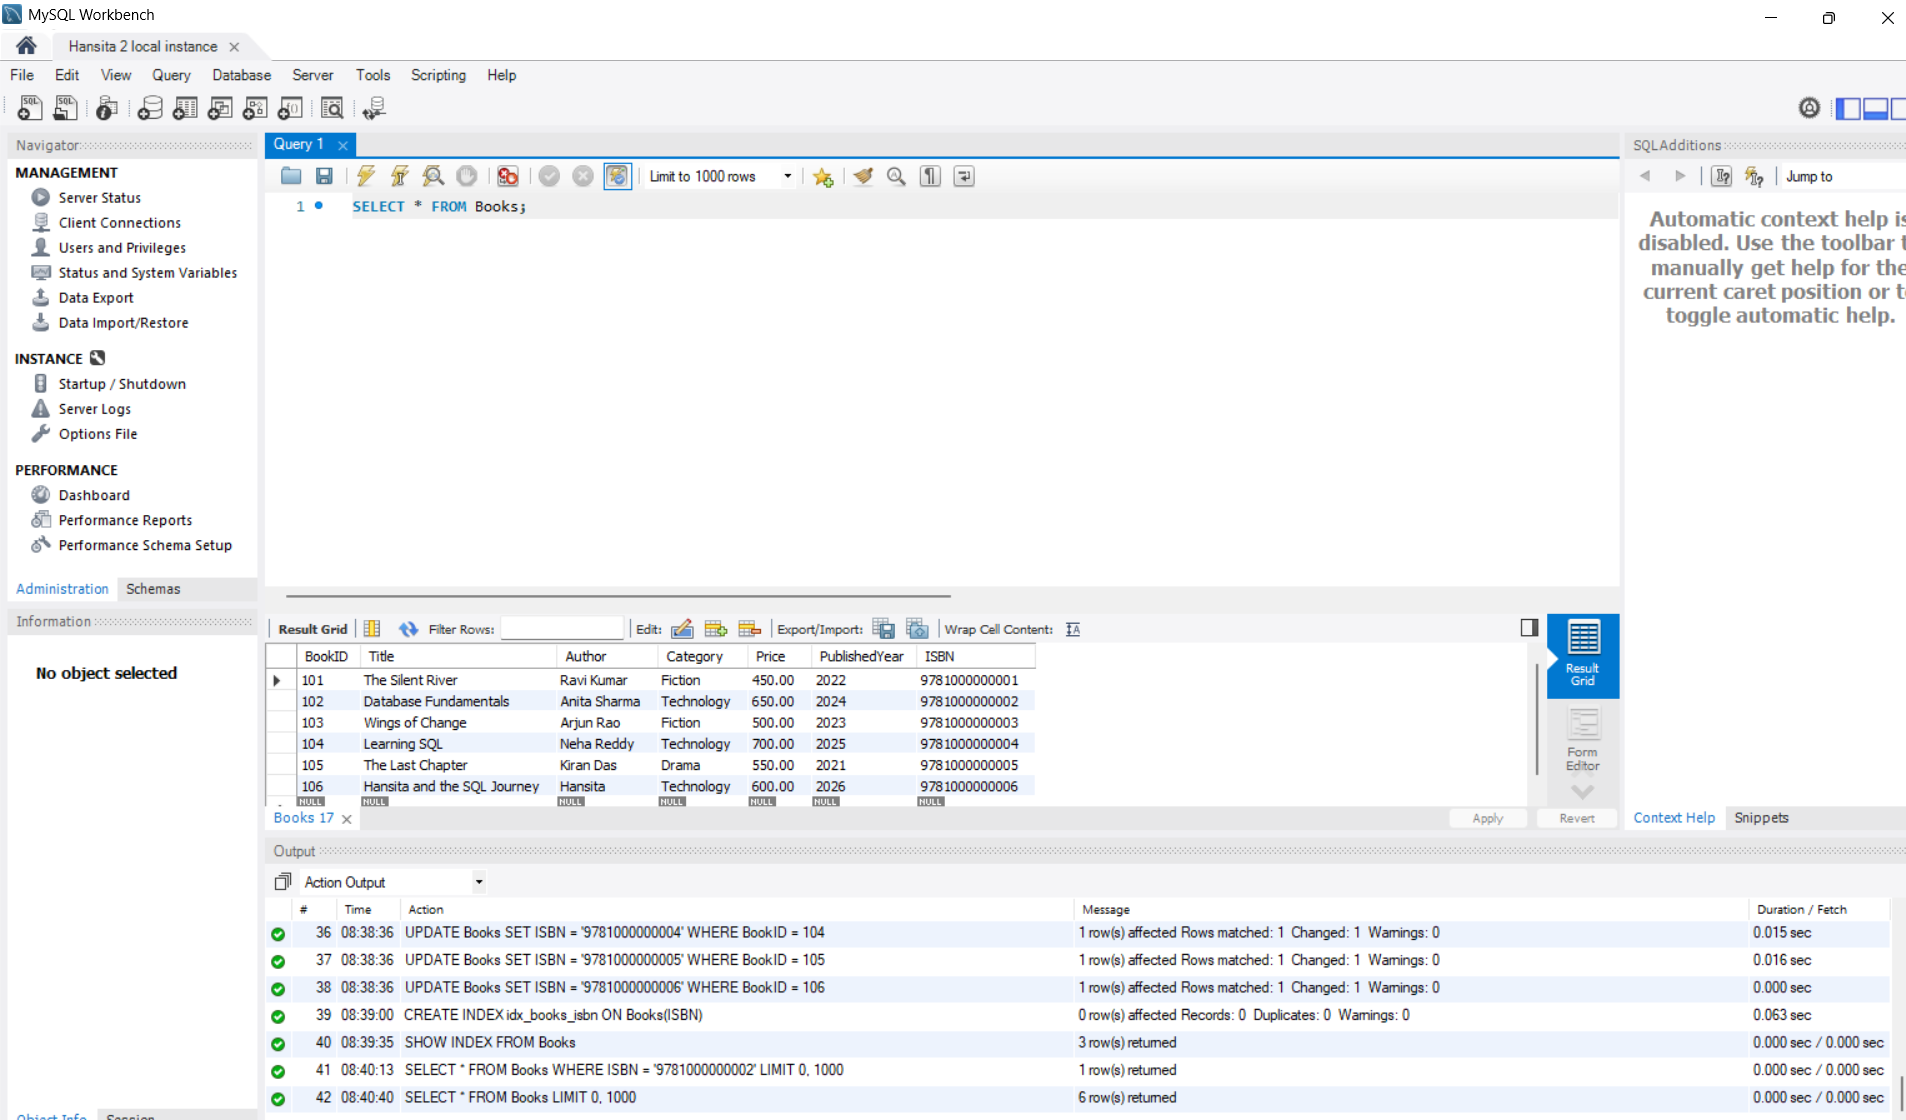 MySQL Workbench
Hansita 2 local instance
File Edit View Query Database Server Tools Scripting Help
Navigator
MANAGEMENT
Server Status
Client Connections
Users and Privileges
Status and System Variables
Data Export
Data Import/Restore
INSTANCE
Startup / Shutdown
Server Logs
Options File
PERFORMANCE
Dashboard
Performance Reports
Performance Schema Setup
Administration Schemas
Information
No object selected
Object Info Session
Query 1
Limit to 1000 rows
1 SELECT * FROM Books;
Result Grid Filter Rows: Edit: Export/Import: Wrap Cell Content:
BookID Title Author Category Price PublishedYear ISBN
101 The Silent River Ravi Kumar Fiction 450.00 2022 9781000000001
102 Database Fundamentals Anita Sharma Technology 650.00 2024 9781000000002
103 Wings of Change Arjun Rao Fiction 500.00 2023 9781000000003
104 Learning SQL Neha Reddy Technology 700.00 2025 9781000000004
105 The Last Chapter Kiran Das Drama 550.00 2021 9781000000005
106 Hansita and the SQL Journey Hansita Technology 600.00 2026 9781000000006
NULL NULL NULL NULL NULL NULL NULL
Result
Grid
Form
Editor
Books 17 Apply Revert
SQLAdditions
Jump to
Automatic context help is
disabled. Use the toolbar t
manually get help for the
current caret position or t
toggle automatic help.
Context Help Snippets
Output
Action Output
# Time Action Message Duration / Fetch
36 08:38:36 UPDATE Books SET ISBN = '9781000000004' WHERE BookID = 104 1 row(s) affected Rows matched: 1 Changed: 1 Warnings: 0 0.015 sec
37 08:38:36 UPDATE Books SET ISBN = '9781000000005' WHERE BookID = 105 1 row(s) affected Rows matched: 1 Changed: 1 Warnings: 0 0.016 sec
38 08:38:36 UPDATE Books SET ISBN = '9781000000006' WHERE BookID = 106 1 row(s) affected Rows matched: 1 Changed: 1 Warnings: 0 0.000 sec
39 08:39:00 CREATE INDEX idx_books_isbn ON Books(ISBN) 0 row(s) affected Records: 0 Duplicates: 0 Warnings: 0 0.063 sec
40 08:39:35 SHOW INDEX FROM Books 3 row(s) returned 0.000 sec / 0.000 sec
41 08:40:13 SELECT * FROM Books WHERE ISBN = '9781000000002' LIMIT 0, 1000 1 row(s) returned 0.000 sec / 0.000 sec
42 08:40:40 SELECT * FROM Books LIMIT 0, 1000 6 row(s) returned 0.000 sec / 0.000 sec